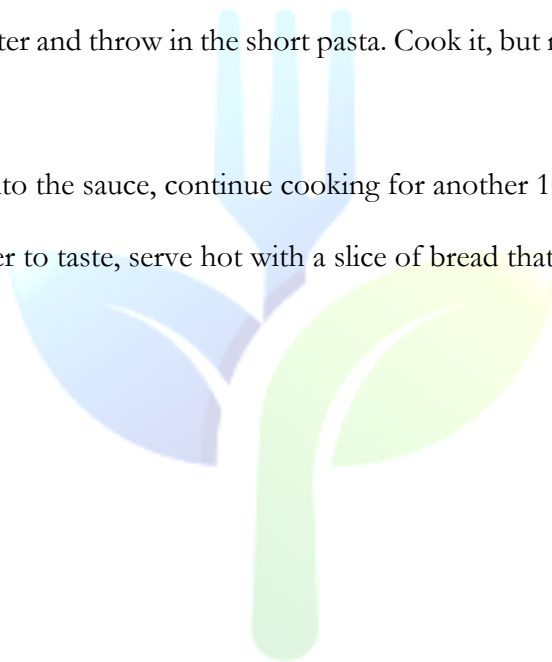 ter and throw in the short pasta. Cook it, but
to the sauce, continue cooking for another 1
er to taste, serve hot with a slice of bread that